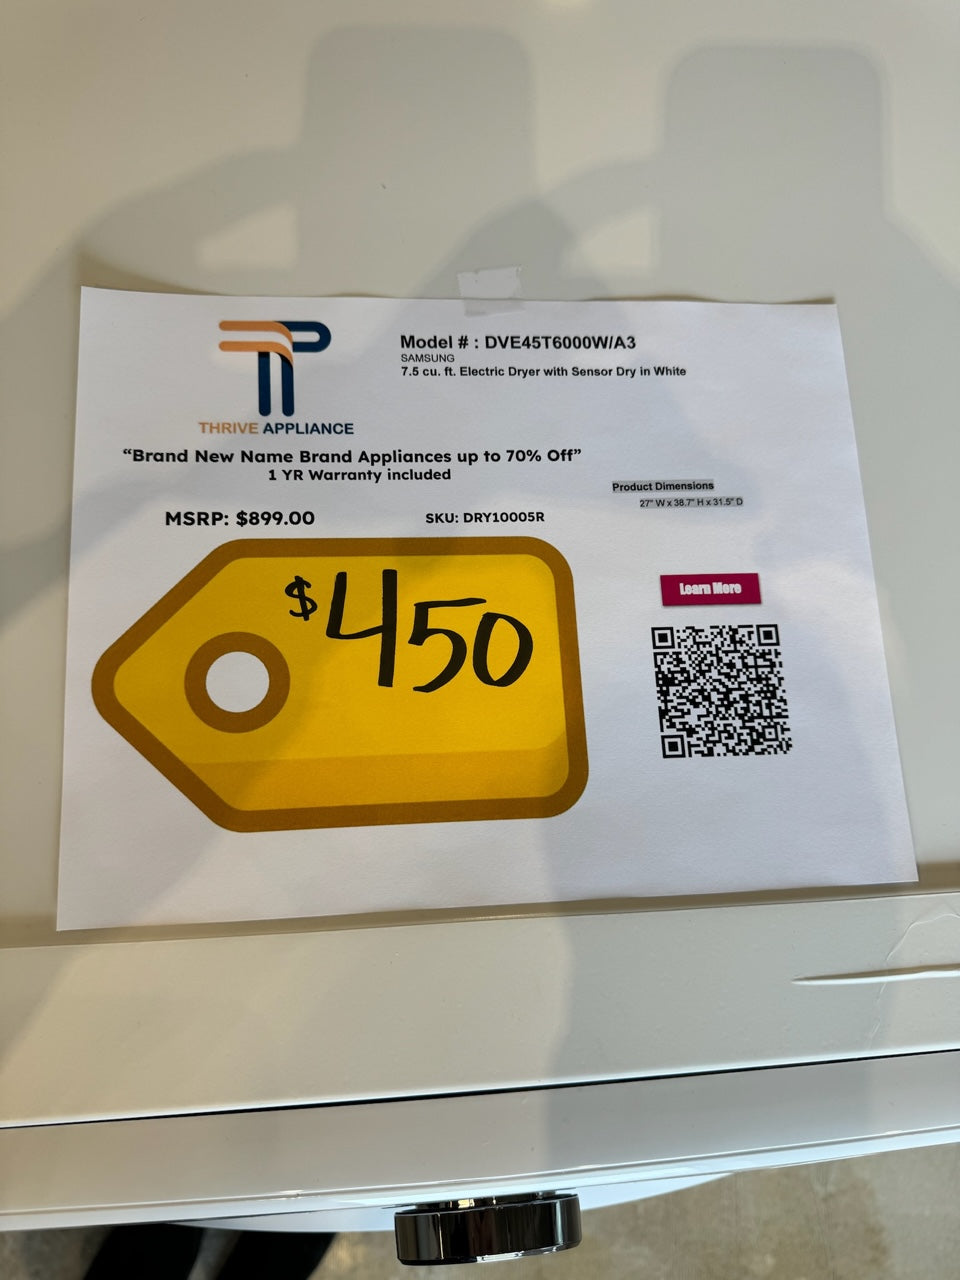 Model # : DVE45T6000W/A3
SAMSUNG
7.5 cu. ft. Electric Dryer with Sensor Dry in White
THRIVE APPLIANCE
“Brand New Name Brand Appliances up to 70% Off”
1 YR Warranty included
Product Dimensions
27" W x 38.7" H x 31.5" D
MSRP: $899.00
SKU: DRY10005R
$450
Learn More